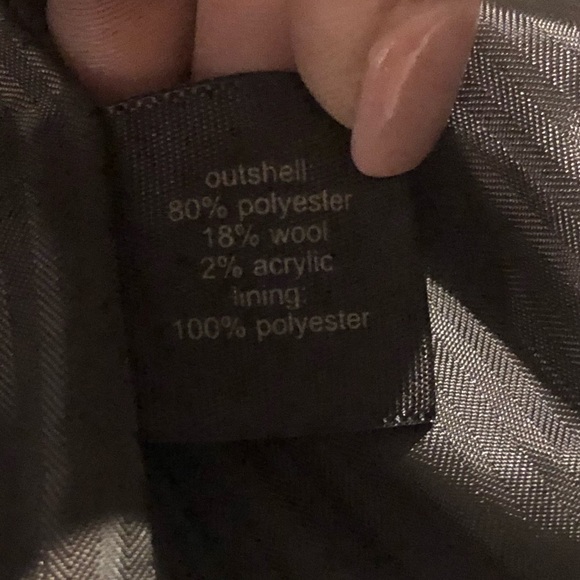 outshell:
80% polyester
18% wool
2% acrylic
lining:
100% polyester